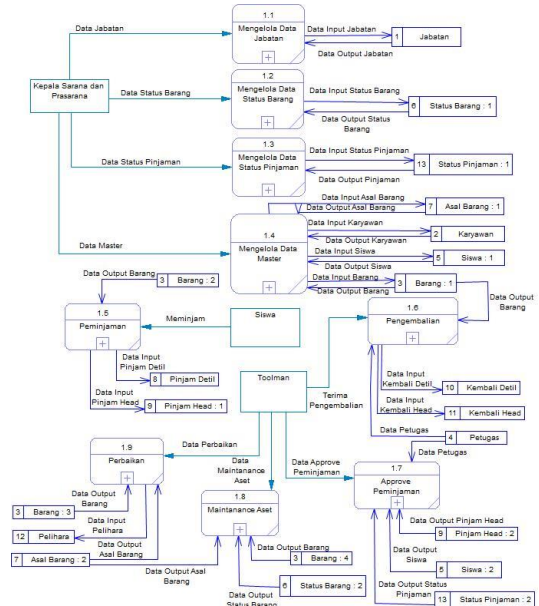 1.1
Mengelola Data
Jabatan
Data Jabatan
Data Input Jabatan
1 Jabatan
Data Output Jabatan
Kepala Sarana dan
Prasarana
1.2
Mengelola Data
Status Barang
Data Status Barang
Data Input Status Barang
6 Status Barang : 1
Data Output Status
Barang
1.3
Mengelola Data
Status Pinjaman
Data Status Pinjaman
Data Input Status Pinjaman
13 Status Pinjaman : 1
Data Output Pinjaman
Data Input Asal Barang
Data Output Asal Barang
7 Asal Barang : 1
1.4
Mengelola Data
Master
Data Master
Data Input Karyawan
2 Karyawan
Data Output Karyawan
Data Input Siswa
5 Siswa : 1
Data Output Siswa
Data Input Barang
3 Barang : 1
Data Output Barang
Data Output Barang
3 Barang : 2
1.5
Peminjaman
Meminjam
Siswa
1.6
Pengembalian
Data Output
Barang
Data Input
Pinjam Detil
8 Pinjam Detil
Data Input
Pinjam Head
9 Pinjam Head : 1
Toolman
Terima
Pengembalian
Data Input
Kembali Detil
10 Kembali Detil
Data Input
Kembali Head
11 Kembali Head
Data Petugas
4 Petugas
Data Petugas
1.9
Perbaikan
Data Perbaikan
Data
Maintanance
Aset
Data Approve
Peminjaman
1.7
Approve
Peminjaman
Data Output
Barang
3 Barang : 3
Data Input
Pelihara
12 Pelihara
Data Output
Asal Barang
7 Asal Barang : 2
1.8
Maintanance Aset
Data Output Asal
Barang
Data Output Barang
3 Barang : 4
6 Status Barang : 2
Data Output
Status Barang
Data Output Pinjam Head
9 Pinjam Head : 2
Data Output
Siswa
5 Siswa : 2
Data Output Status
Pinjaman
13 Status Pinjaman : 2